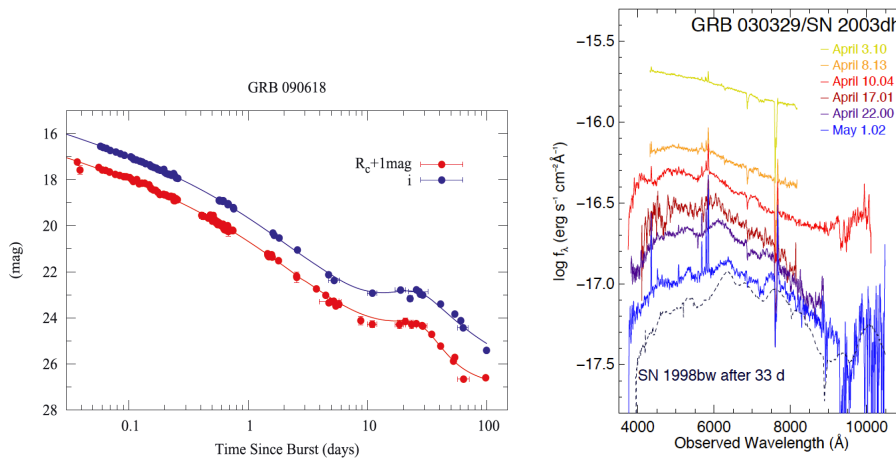 GRB 090618
16
18
20
22
24
26
28
(mag)
R_c+1mag
i
0.1
1
10
100
Time Since Burst (days)
GRB 030329/SN 2003dh
April 3.10
April 8.13
April 10.04
April 17.01
April 22.00
May 1.02
−15.5
−16.0
−16.5
−17.0
−17.5
log f_λ (erg s⁻¹ cm⁻²Å⁻¹)
SN 1998bw after 33 d
4000
6000
8000
10000
Observed Wavelength (Å)